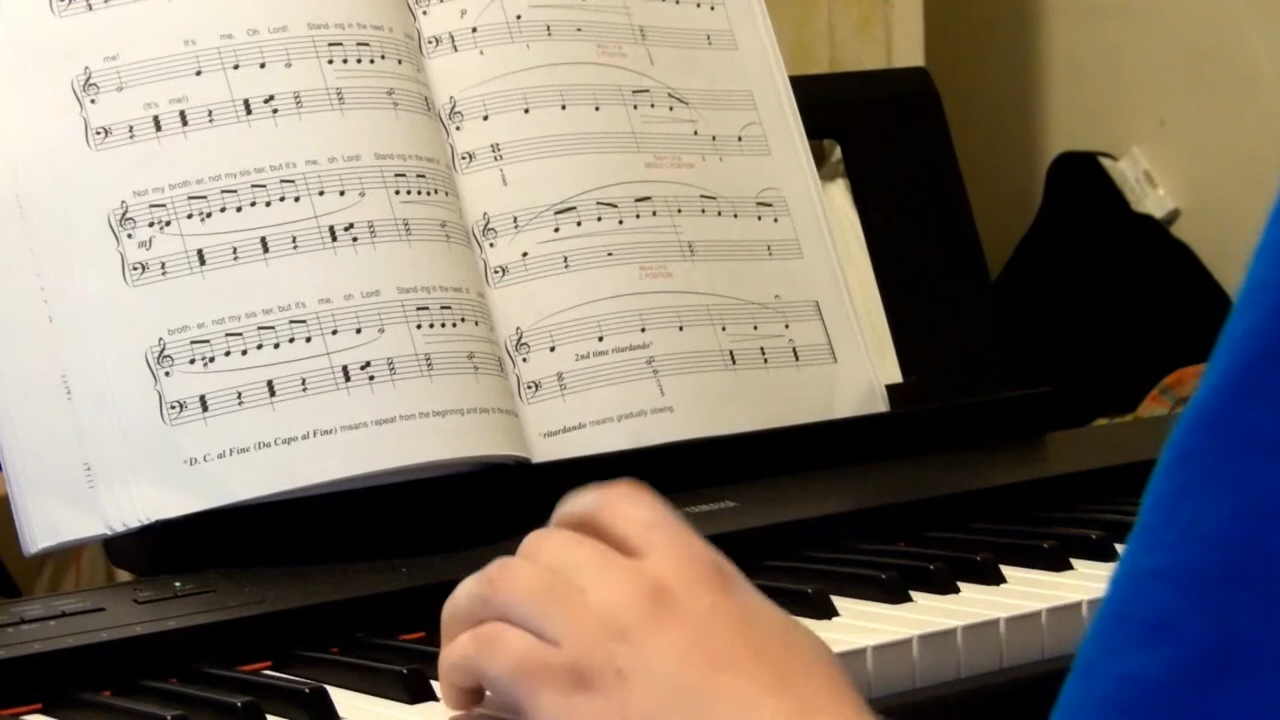 me! It's me, Oh Lord! Stand-ing in the need of
(It's me!)
Not my broth-er, not my sis-ter, but it's me, oh Lord! Stand-ing in the need of
mf
broth-er, not my sis-ter, but it's me, oh Lord! Stand-ing in the need of
*D. C. al Fine (Da Capo al Fine) means repeat from the beginning and play to the
p
C POSITION
MIDDLE C POSITION
C POSITION
2nd time ritardando*
*ritardando means gradually slowing.
YAMAHA